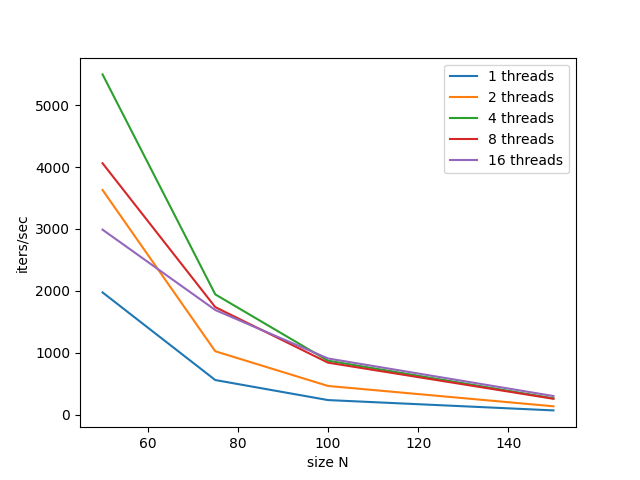 1 threads
2 threads
4 threads
8 threads
16 threads
5000
4000
3000
2000
1000
0
iters/sec
60
80
100
120
140
size N